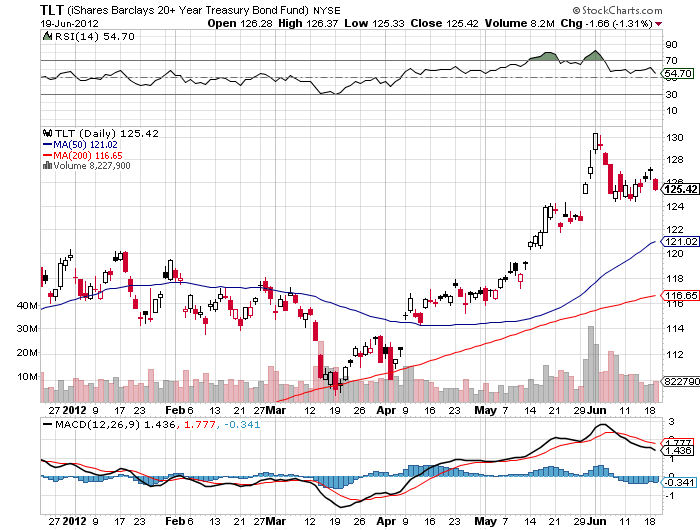 TLT (iShares Barclays 20+ Year Treasury Bond Fund) NYSE © StockCharts.com
19-Jun-2012 Open 126.28 High 126.37 Low 125.33 Close 125.42 Volume 8.2M Chg -1.66 (-1.31%)
RSI(14) 54.70
90
70
54.70
30
10
TLT (Daily) 125.42
MA(50) 121.02
MA(200) 116.65
Volume 8,227,900
130
128
126
125.42
124
122
121.02
120
118
116.65
114
112
8227900
40M
30M
20M
10M
27 2012 9 17 23 Feb 6 13 21 27 Mar 12 19 26 Apr 9 16 23 May 7 14 21 29 Jun 11 18
MACD(12,26,9) 1.436, 1.777, -0.341
3
2
1.777
1.436
-0.341
-1
27 2012 9 17 23 Feb 6 13 21 27 Mar 12 19 26 Apr 9 16 23 May 7 14 21 29 Jun 11 18